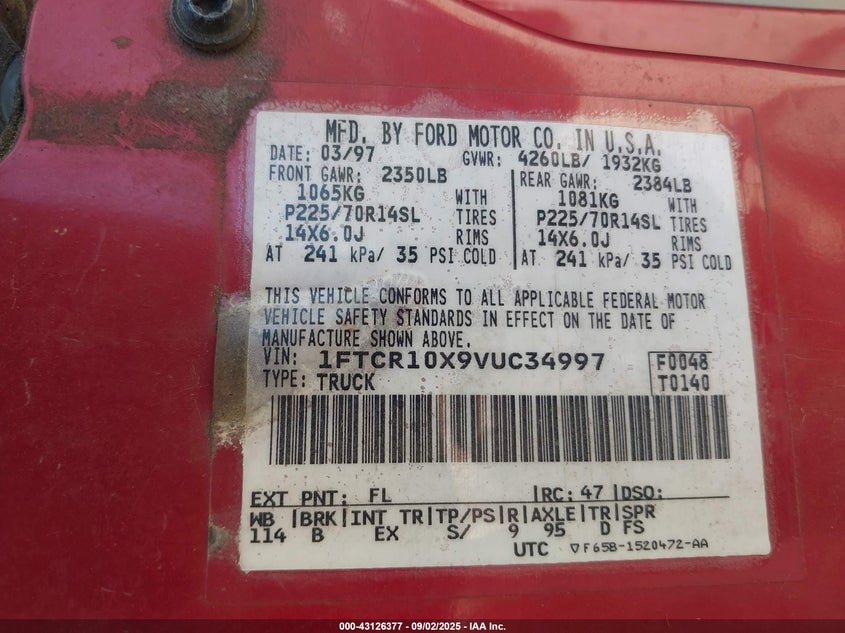 MFD. BY FORD MOTOR CO. IN U.S.A.
DATE: 03/97 GVWR: 4260LB/ 1932KG
FRONT GAWR: 2350LB REAR GAWR: 2384LB
1065KG WITH 1081KG WITH
P225/70R14SL TIRES P225/70R14SL TIRES
14X6.0J RIMS 14X6.0J RIMS
AT 241 kPa/ 35 PSI COLD AT 241 kPa/ 35 PSI COLD
THIS VEHICLE CONFORMS TO ALL APPLICABLE FEDERAL MOTOR
VEHICLE SAFETY STANDARDS IN EFFECT ON THE DATE OF
MANUFACTURE SHOWN ABOVE.
VIN: 1FTCR10X9VUC34997 F0048
TYPE: TRUCK T0140
EXT PNT: FL RC: 47 DSO:
WB BRK INT TR TP/PS R AXLE TR SPR
114 B EX S/ 9 95 D FS
UTC ▽F65B-1520472-AA
000-43126377 - 09/02/2025 - IAA Inc.